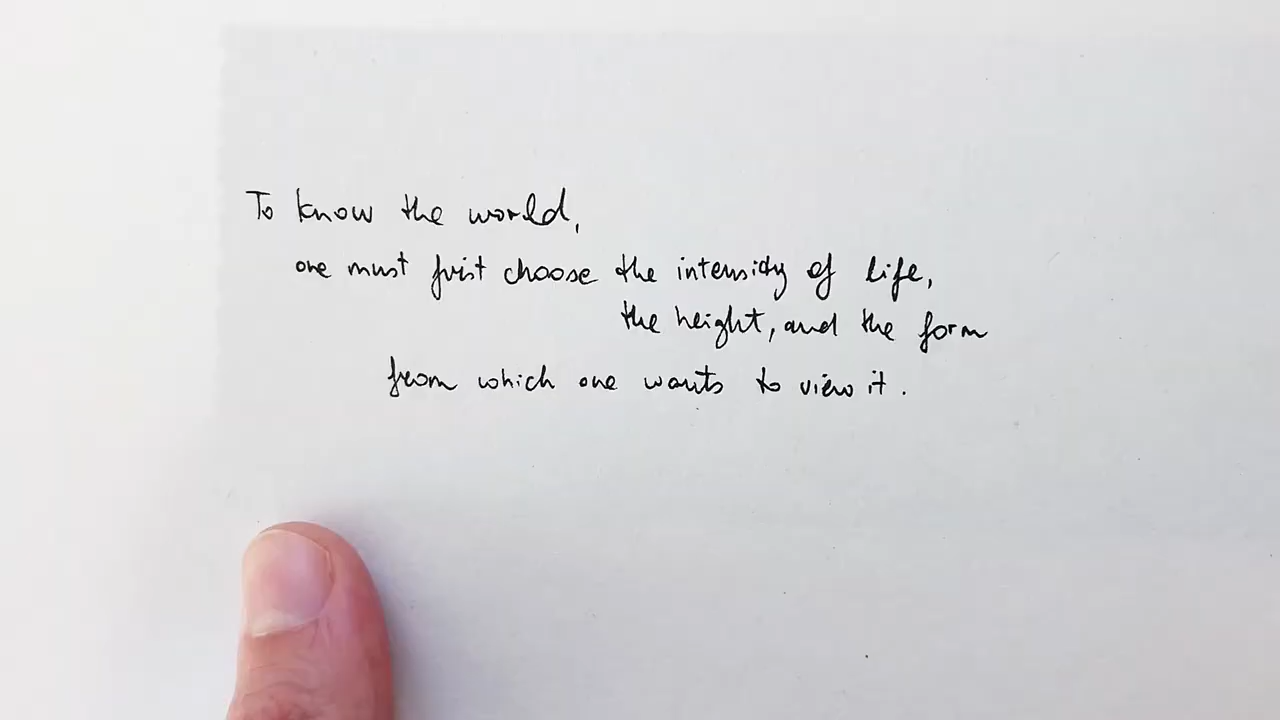 To know the world,
one must first choose the intensity of life,
the height, and the form
from which one wants to view it.